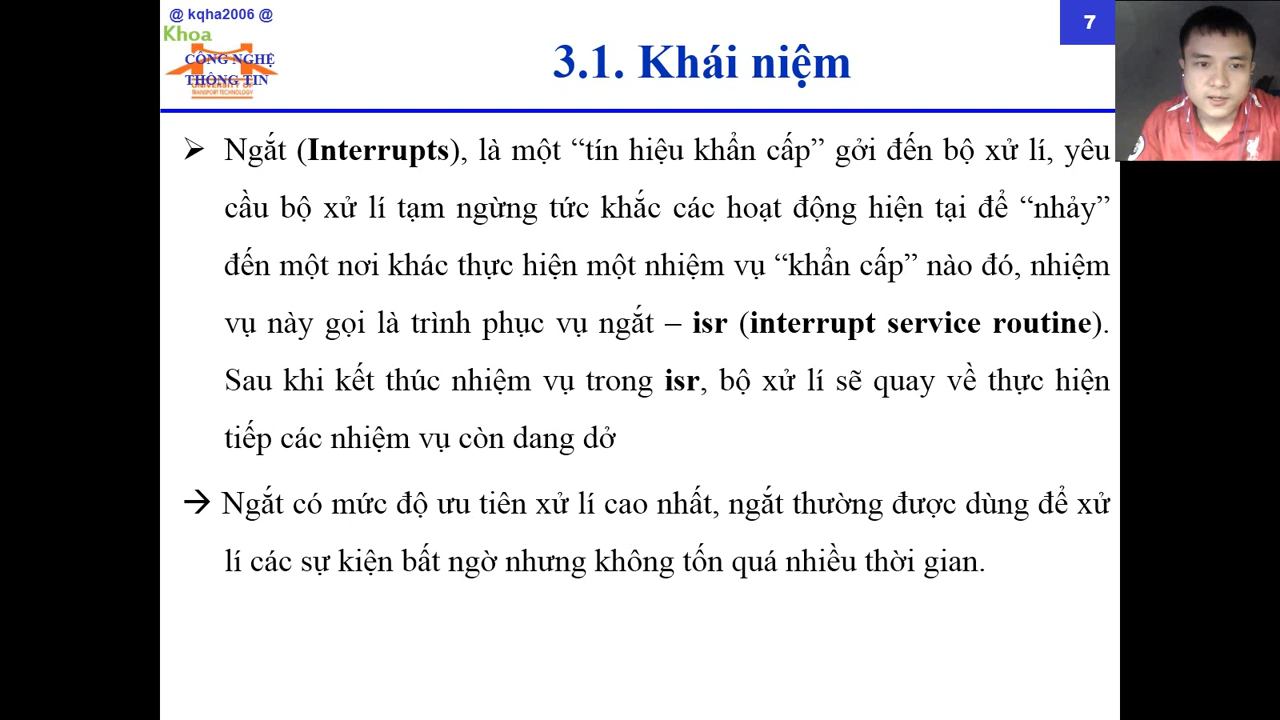 @ kqha2006 @
Khoa
CÔNG NGHỆ
THÔNG TIN
UNIVERSITY OF
TRANSPORT TECHNOLOGY
3.1. Khái niệm
7
➢ Ngắt (Interrupts), là một “tín hiệu khẩn cấp” gởi đến bộ xử lí, yêu
cầu bộ xử lí tạm ngừng tức khắc các hoạt động hiện tại để “nhảy”
đến một nơi khác thực hiện một nhiệm vụ “khẩn cấp” nào đó, nhiệm
vụ này gọi là trình phục vụ ngắt – isr (interrupt service routine).
Sau khi kết thúc nhiệm vụ trong isr, bộ xử lí sẽ quay về thực hiện
tiếp các nhiệm vụ còn dang dở
→ Ngắt có mức độ ưu tiên xử lí cao nhất, ngắt thường được dùng để xử
lí các sự kiện bất ngờ nhưng không tốn quá nhiều thời gian.